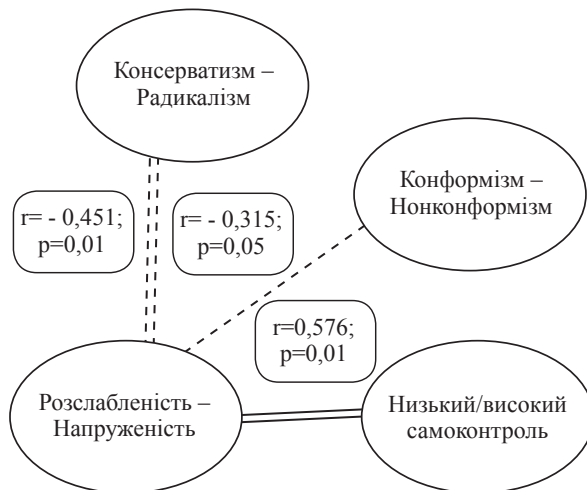 Консерватизм –
Радикалізм
Конформізм –
Нонконформізм
r= - 0,451;
p=0,01
r= - 0,315;
p=0,05
r=0,576;
p=0,01
Розслабленість –
Напруженість
Низький/високий
самоконтроль